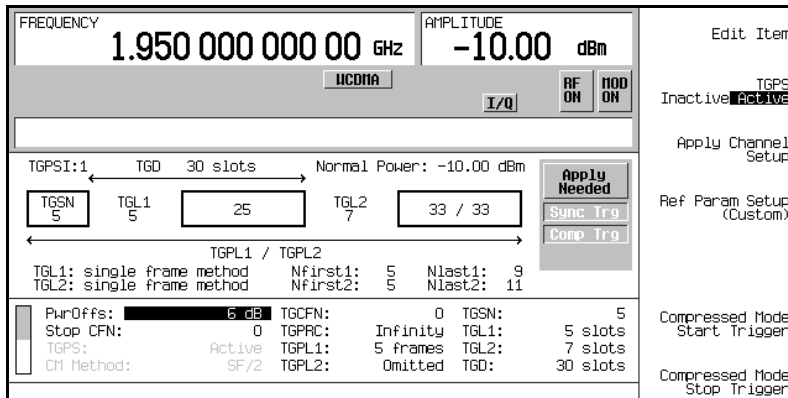 FREQUENCY
1.950 000 000 00 GHz
AMPLITUDE
-10.00 dBm
WCDMA
I/Q
RF ON
MOD ON
TGPSI:1 TGD 30 slots Normal Power: -10.00 dBm
TGSN 5
TGL1 5
25
TGL2 7
33 / 33
TGPL1 / TGPL2
Apply Needed
Sync Trg
Comp Trg
TGL1: single frame method Nfirst1: 5 Nlast1: 9
TGL2: single frame method Nfirst2: 5 Nlast2: 11
PwrOffs: 6 dB TGCFN: 0 TGSN: 5
Stop CFN: 0 TGPRC: Infinity TGL1: 5 slots
TGPS: Active TGPL1: 5 frames TGL2: 7 slots
CM Method: SF/2 TGPL2: Omitted TGD: 30 slots
Edit Item
TGPS
Inactive Active
Apply Channel
Setup
Ref Param Setup
(Custom)
Compressed Mode
Start Trigger
Compressed Mode
Stop Trigger